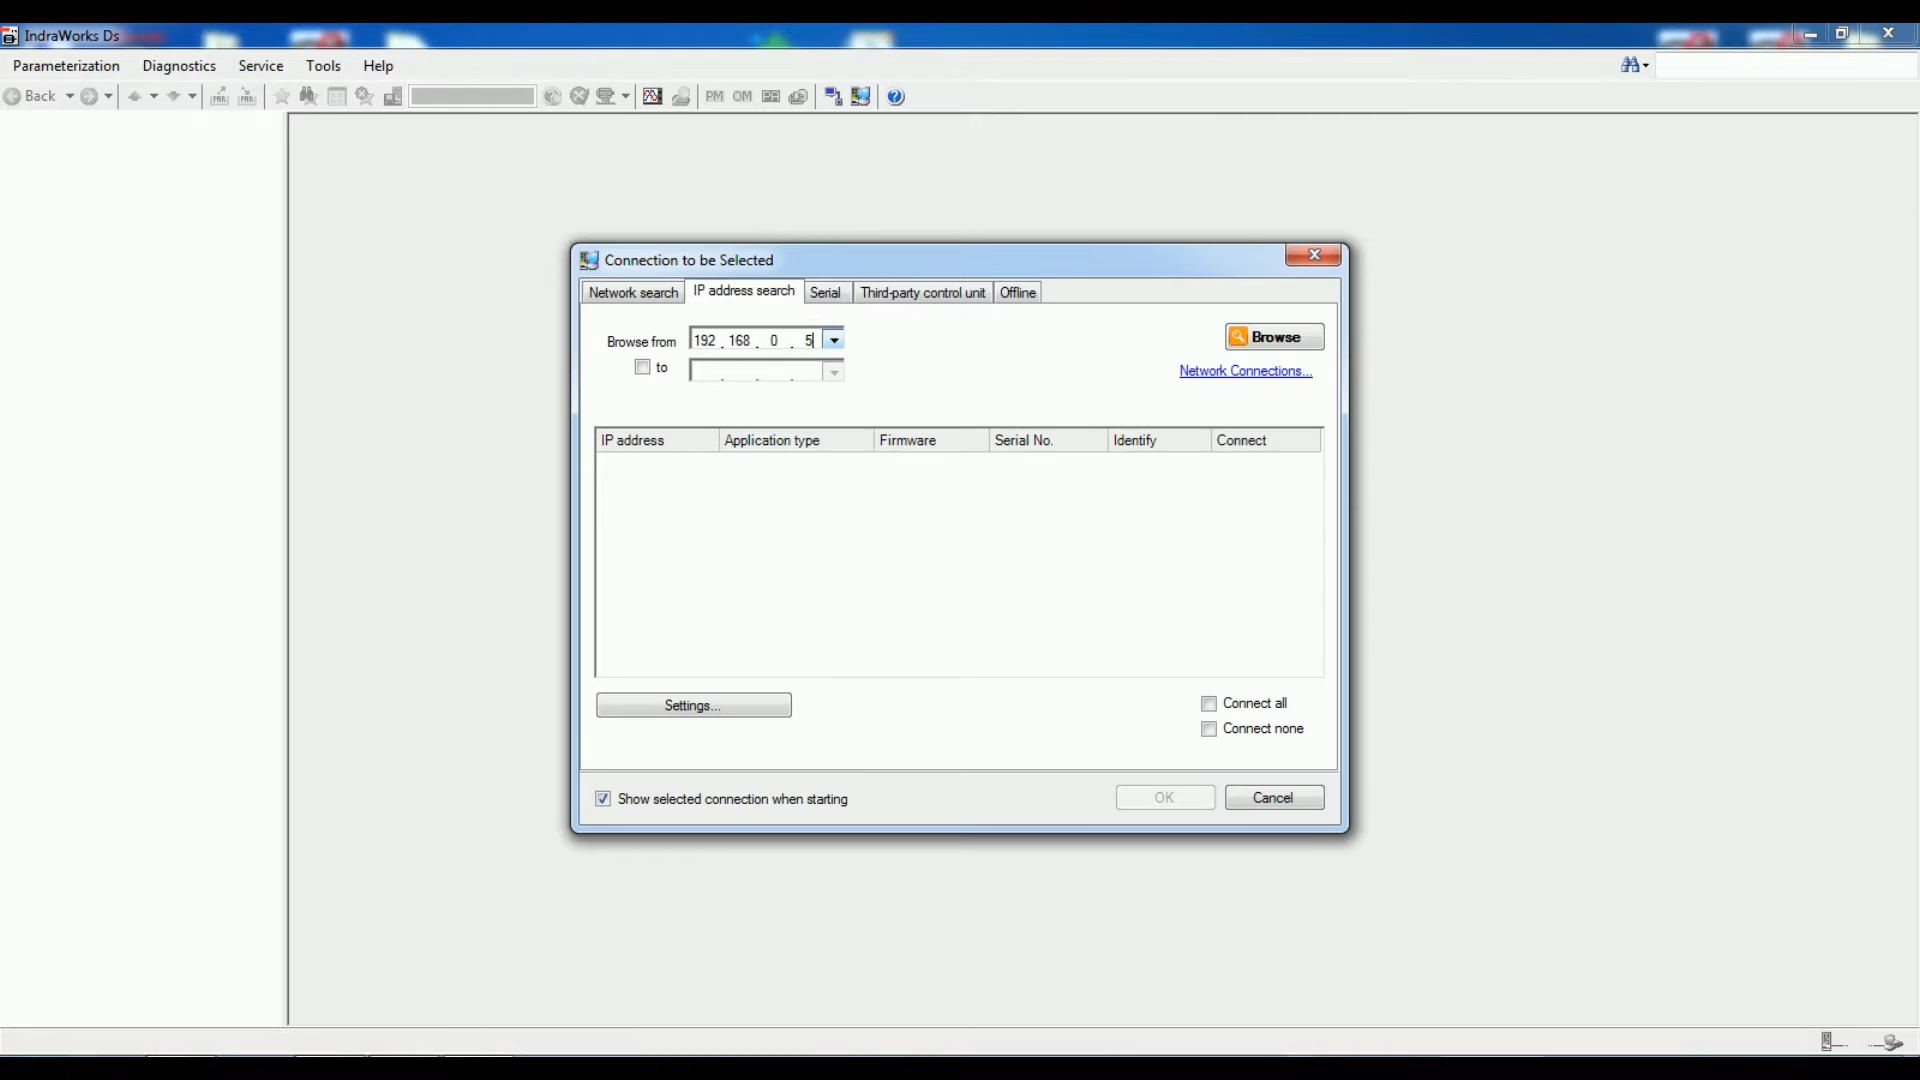 IndraWorks Ds
Parameterization Diagnostics Service Tools Help
Back PAR PAR PM OM
Connection to be Selected
Network search IP address search Serial Third-party control unit Offline
Browse from 192 . 168 . 0 . 5 Browse
to . . .
Network Connections...
IP address Application type Firmware Serial No. Identify Connect
Settings... Connect all
Connect none
Show selected connection when starting OK Cancel